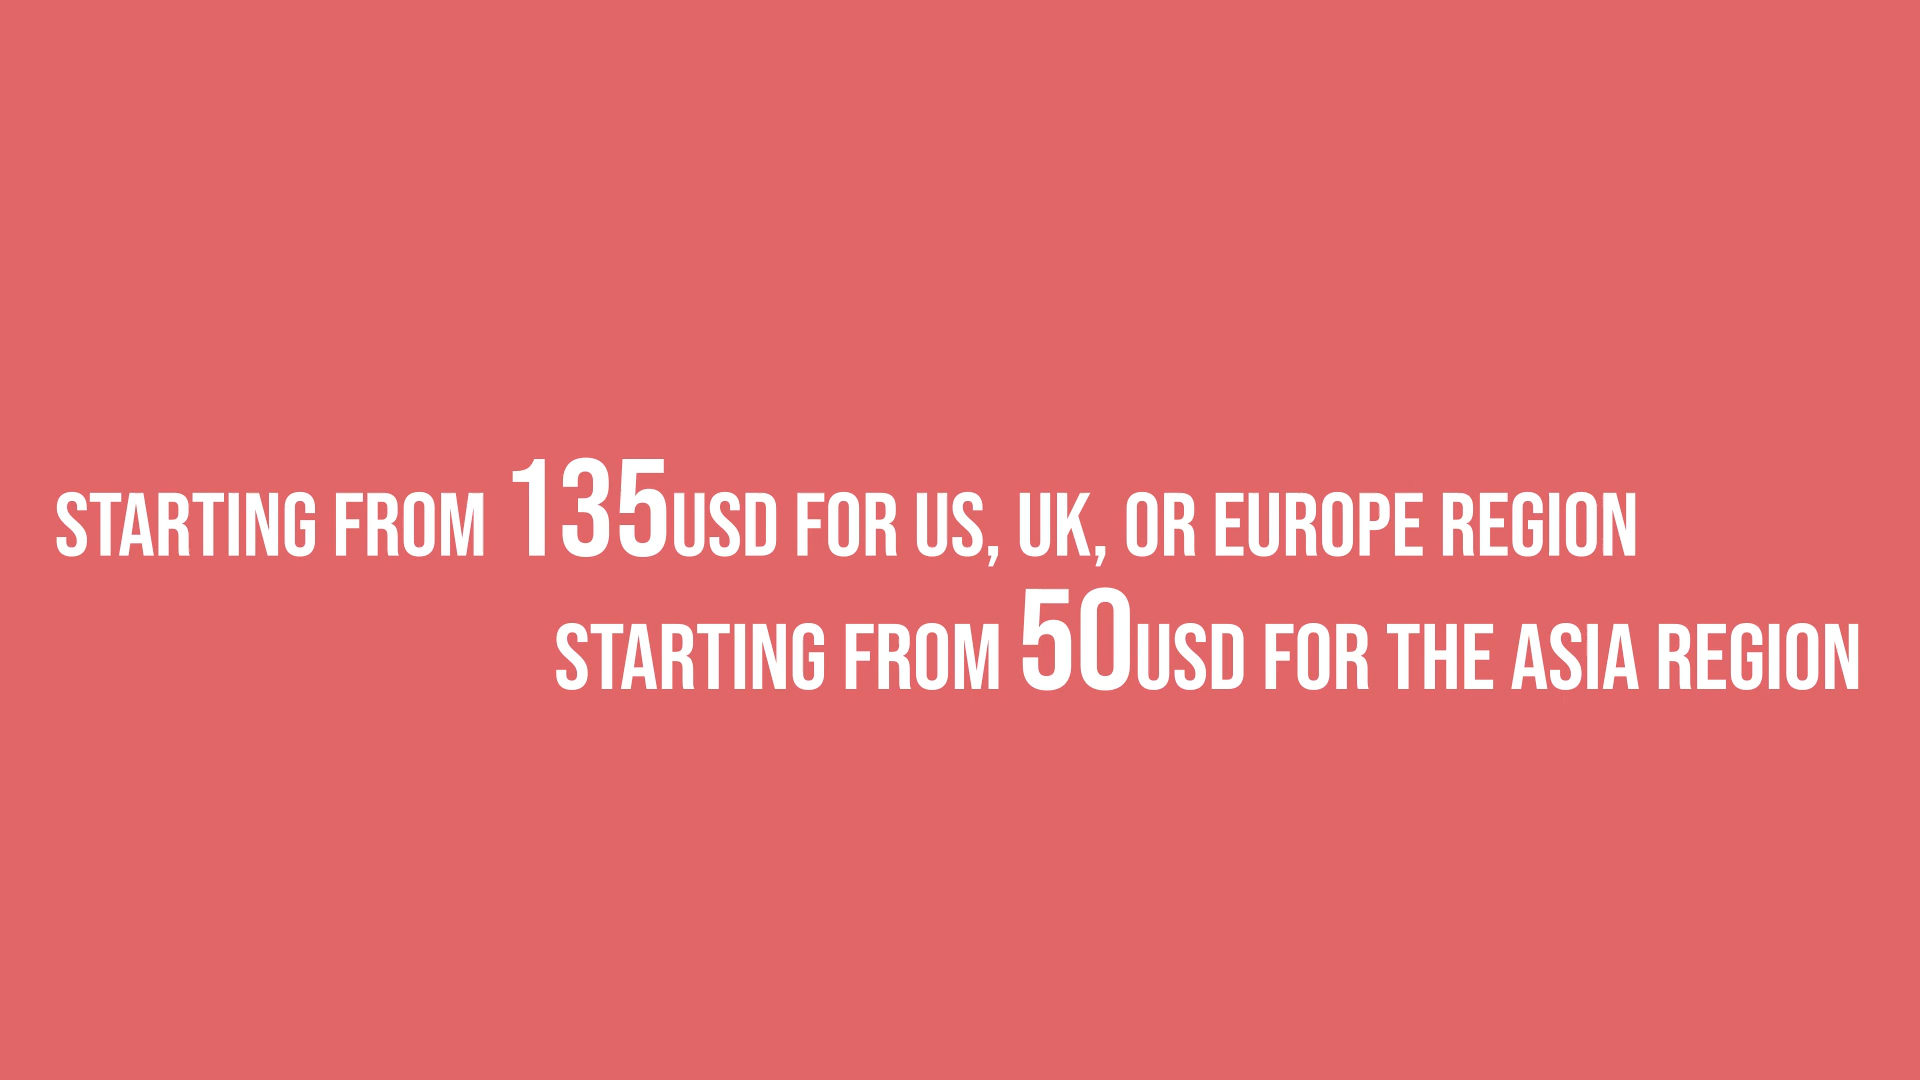 STARTING FROM 135USD FOR US, UK, OR EUROPE REGION
STARTING FROM 50USD FOR THE ASIA REGION